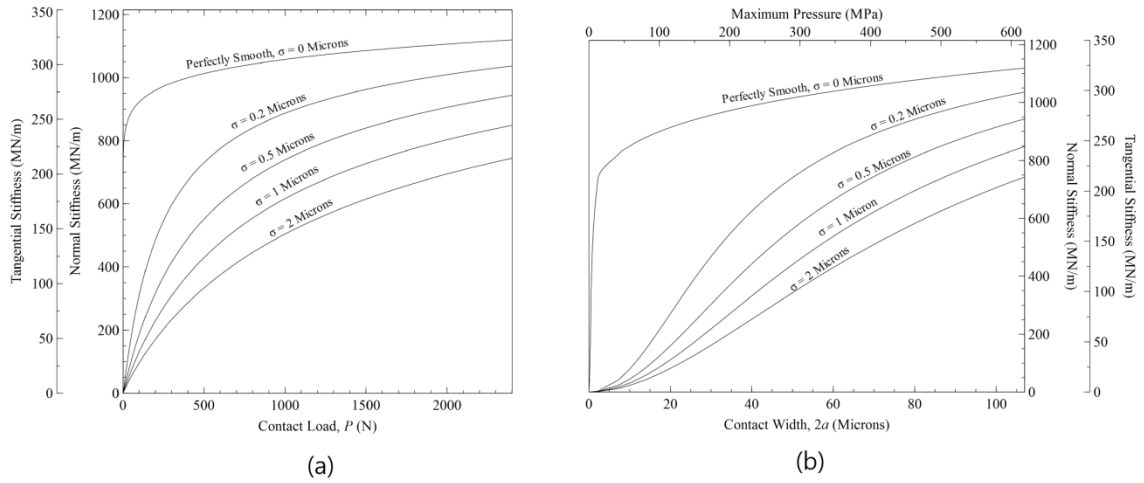 Tangential Stiffness (MN/m)
350
300
250
200
150
100
50
0
Normal Stiffness (MN/m)
1200
1000
800
600
400
200
0
Perfectly Smooth, σ = 0 Microns
σ = 0.2 Microns
σ = 0.5 Microns
σ = 1 Microns
σ = 2 Microns
0 500 1000 1500 2000
Contact Load, P (N)
(a)
Maximum Pressure (MPa)
0 100 200 300 400 500 600
Perfectly Smooth, σ = 0 Microns
σ = 0.2 Microns
σ = 0.5 Microns
σ = 1 Micron
σ = 2 Microns
1200
1000
800
600
400
200
0
Normal Stiffness (MN/m)
350
300
250
200
150
100
50
0
Tangential Stiffness (MN/m)
0 20 40 60 80 100
Contact Width, 2a (Microns)
(b)